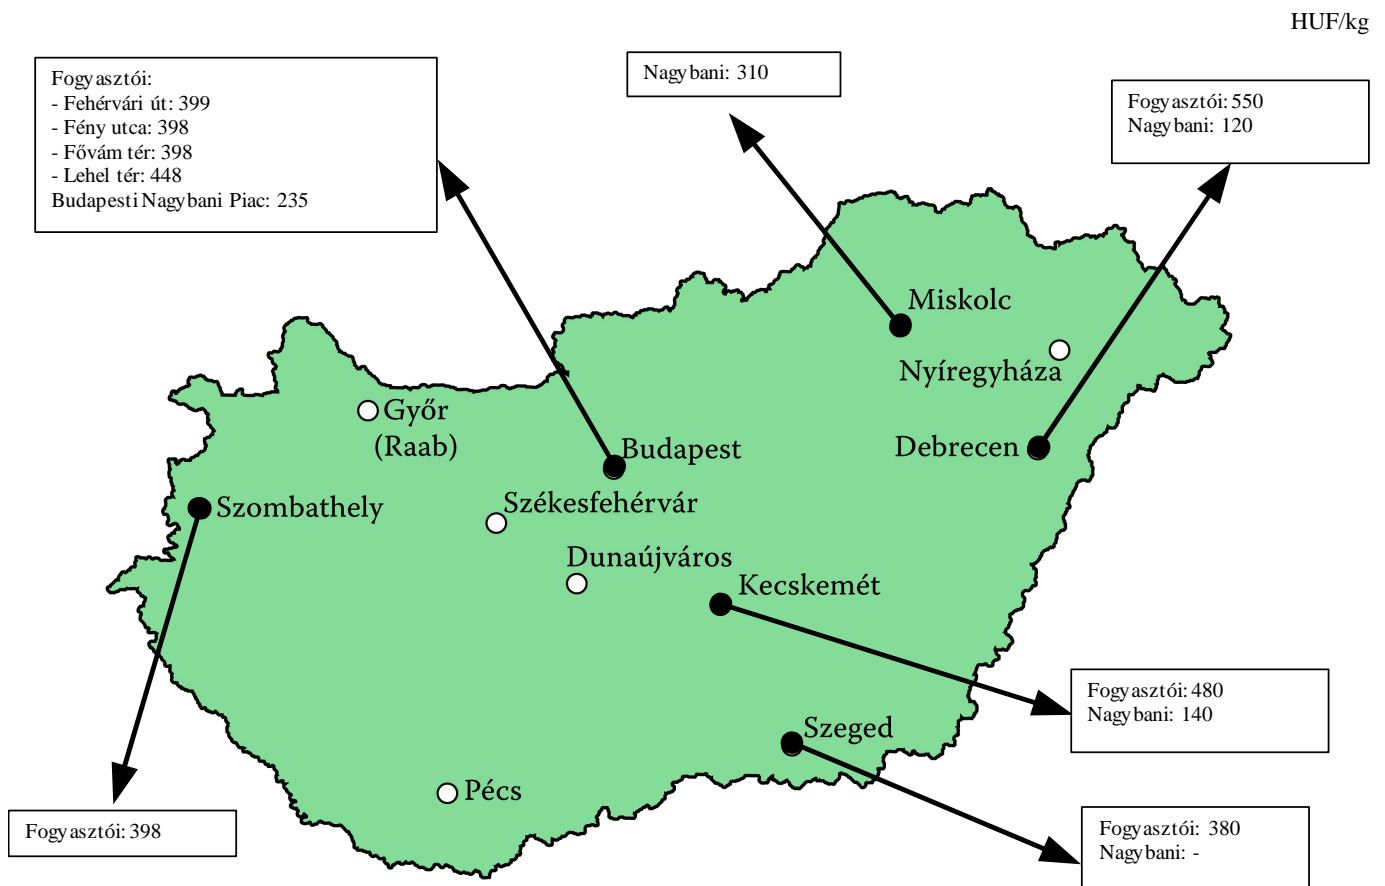 HUF/kg
Fogyasztói:
- Fehérvári út: 399
- Fény utca: 398
- Fővám tér: 398
- Lehel tér: 448
Budapesti Nagybani Piac: 235
Nagybani: 310
Fogyasztói: 550
Nagybani: 120
Miskolc
Nyíregyháza
Győr
(Raab)
Budapest
Debrecen
Szombathely
Székesfehérvár
Dunaújváros
Kecskemét
Fogyasztói: 480
Nagybani: 140
Szeged
Pécs
Fogyasztói: 398
Fogyasztói: 380
Nagybani: -